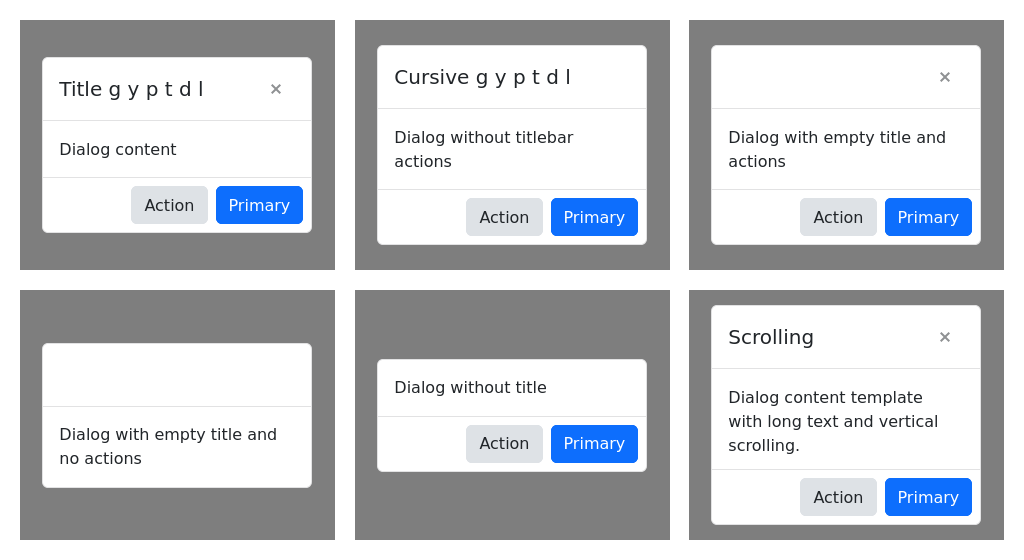 Title g y p t d l ×
Dialog content
Action Primary
Cursive g y p t d l
Dialog without titlebar
actions
Action Primary
×
Dialog with empty title and
actions
Action Primary
Dialog with empty title and
no actions
Dialog without title
Action Primary
Scrolling ×
Dialog content template
with long text and vertical
scrolling.
Action Primary